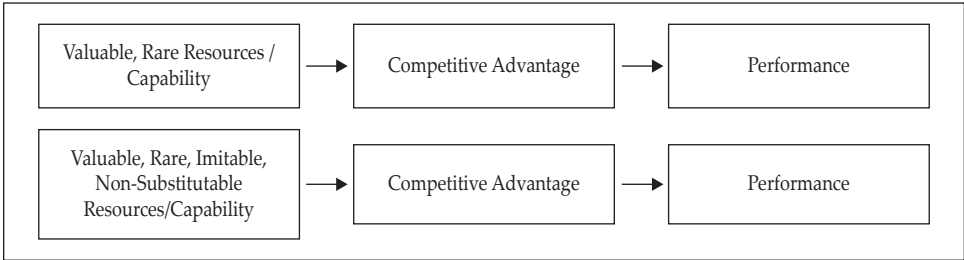 Valuable, Rare Resources /
Capability
Competitive Advantage
Performance
Valuable, Rare, Imitable,
Non-Substitutable
Resources/Capability
Competitive Advantage
Performance